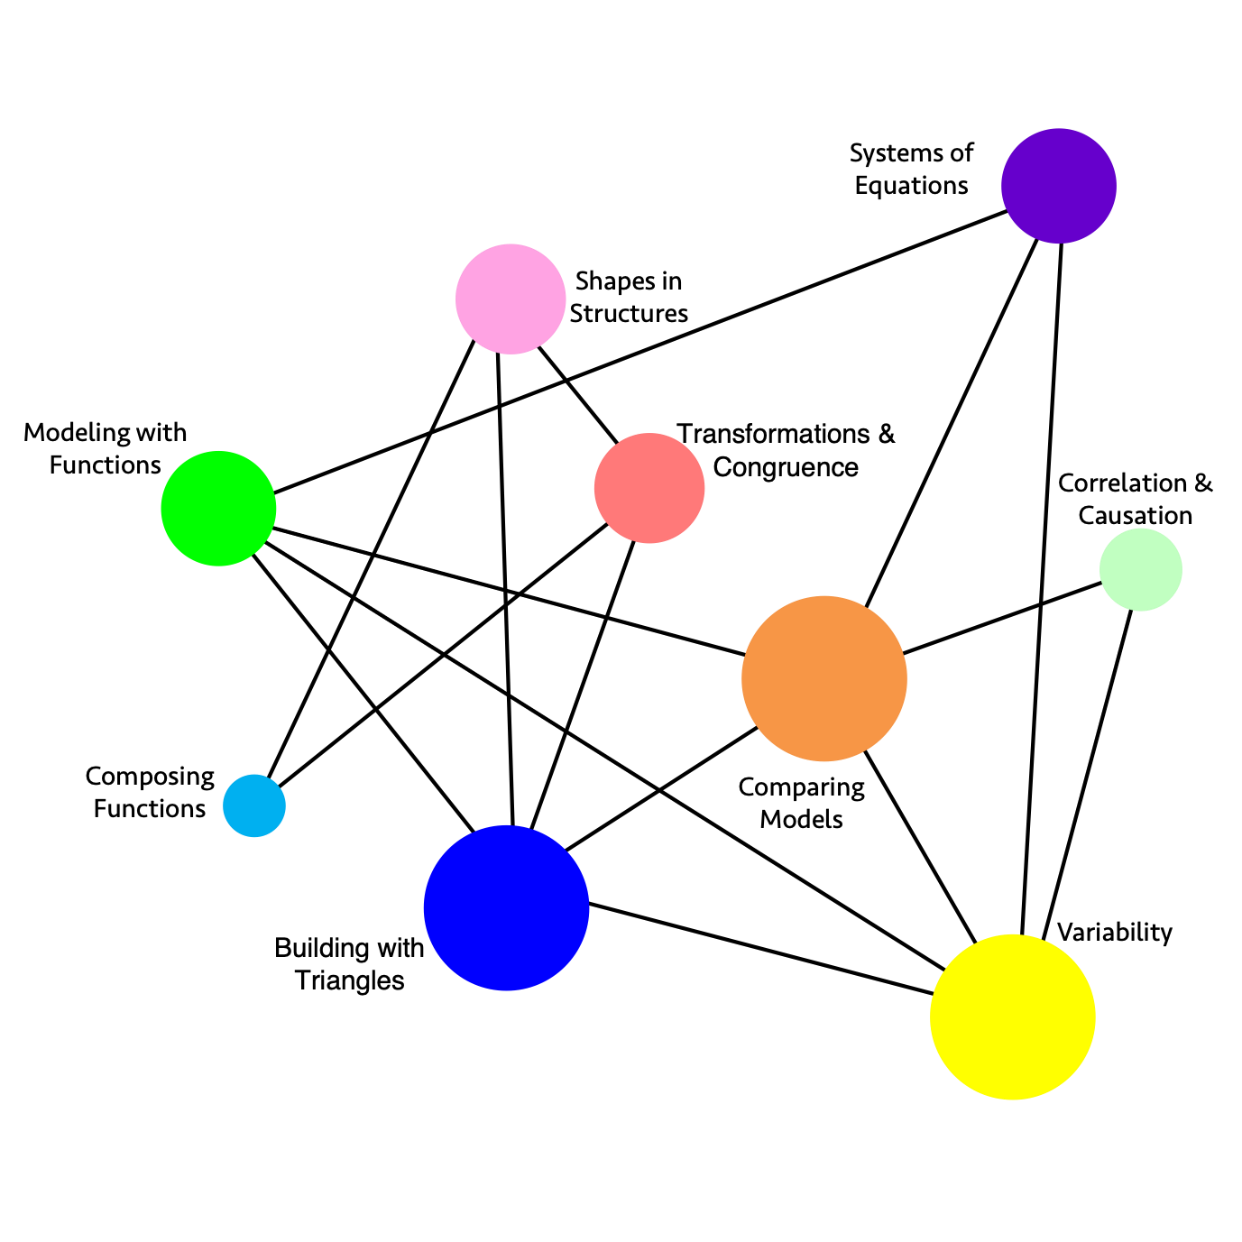 Systems of
Equations
Shapes in
Structures
Modeling with
Functions
Transformations &
Congruence
Correlation &
Causation
Composing
Functions
Comparing
Models
Building with
Triangles
Variability